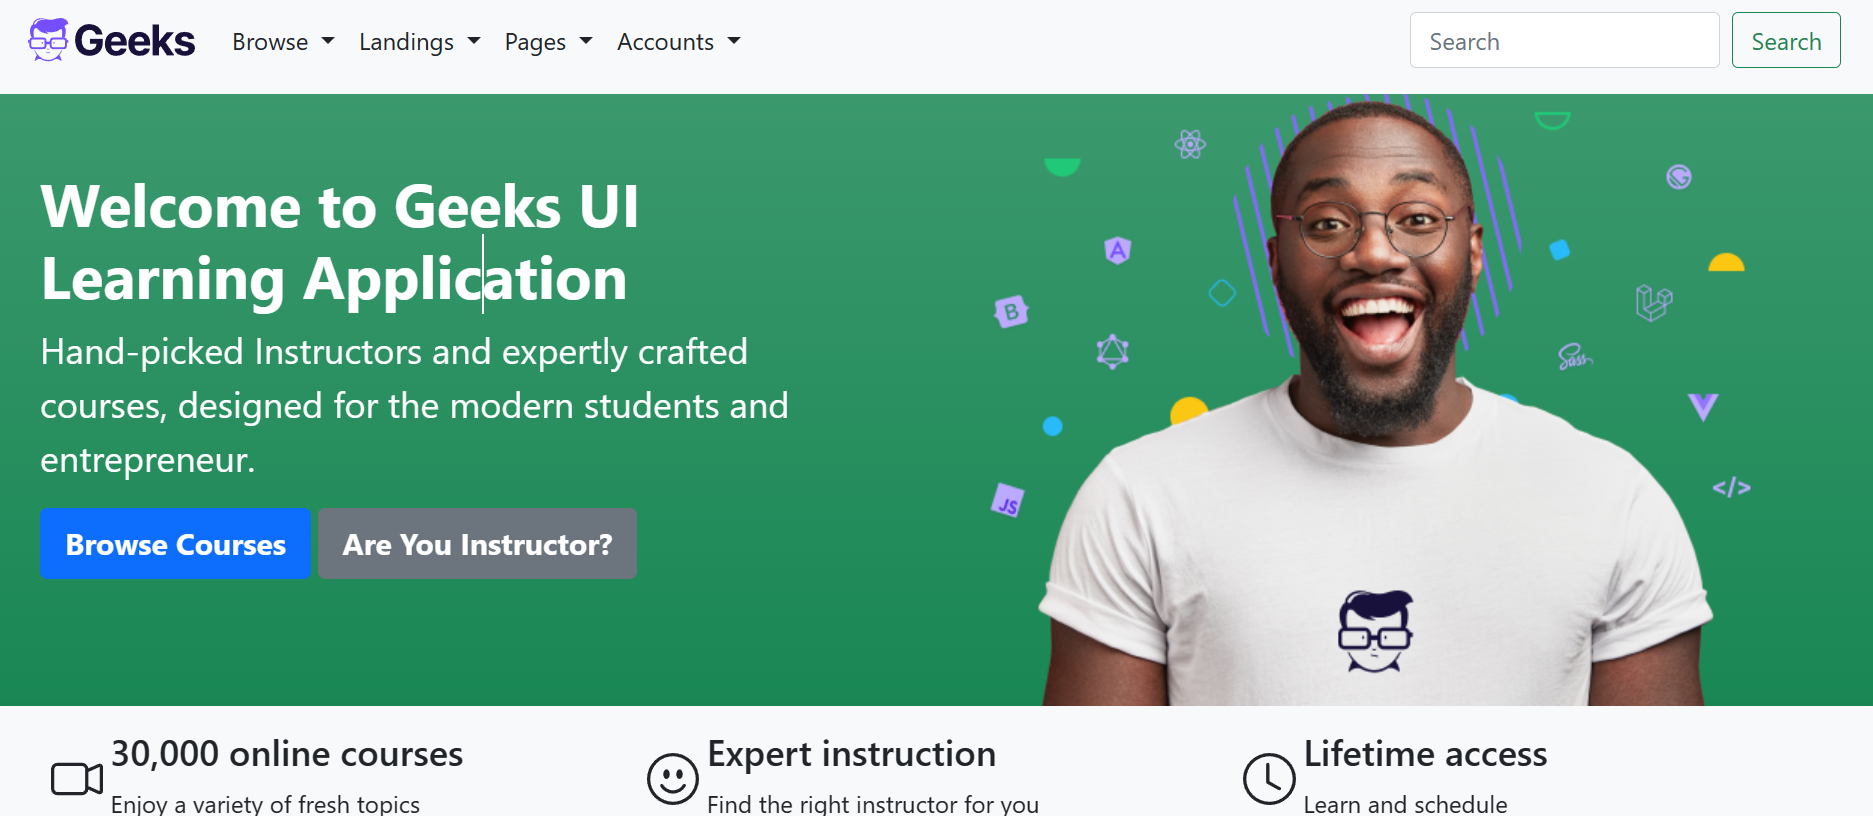 Geeks
Browse
Landings
Pages
Accounts
Search
Search
Welcome to Geeks UI
Learning Application
Hand-picked Instructors and expertly crafted
courses, designed for the modern students and
entrepreneur.
Browse Courses
Are You Instructor?
A
B
JS
Sass
</>
30,000 online courses
Enjoy a variety of fresh topics
Expert instruction
Find the right instructor for you
Lifetime access
Learn and schedule